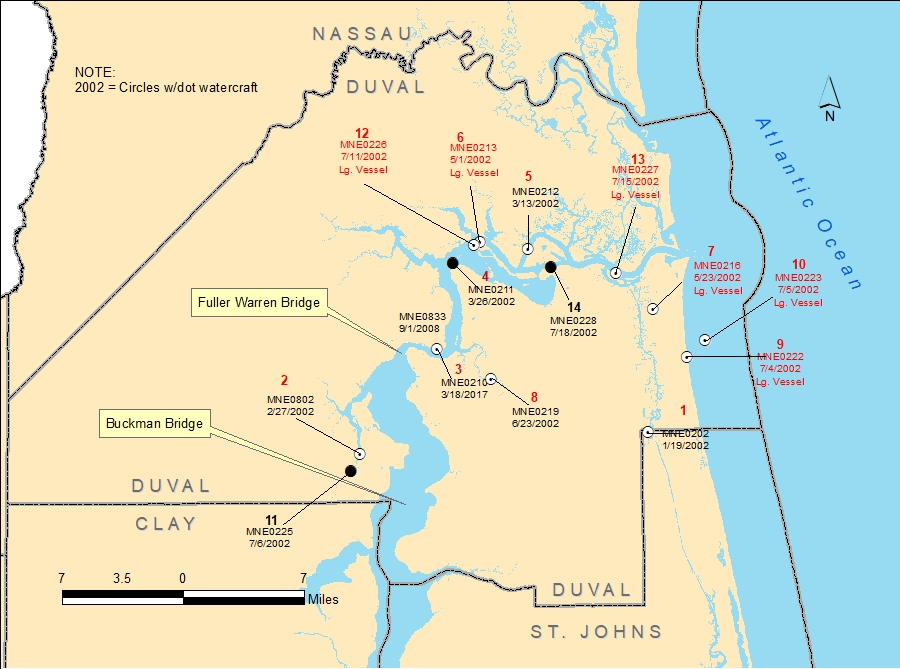 NASSAU
DUVAL
NOTE:
2002 = Circles w/dot watercraft
N
Atlantic Ocean
12
MNE0226
7/11/2002
Lg. Vessel
6
MNE0213
5/1/2002
Lg. Vessel
5
MNE0212
3/13/2002
13
MNE0227
7/15/2002
Lg. Vessel
7
MNE0216
5/23/2002
Lg. Vessel
10
MNE0223
7/5/2002
Lg. Vessel
4
MNE0211
3/26/2002
14
MNE0228
7/18/2002
Fuller Warren Bridge
MNE0833
9/1/2008
9
MNE0222
7/4/2002
Lg. Vessel
3
MNE0210
3/18/2017
2
MNE0802
2/27/2002
8
MNE0219
6/23/2002
1
MNE0202
1/19/2002
Buckman Bridge
DUVAL
CLAY
11
MNE0225
7/6/2002
7 3.5 0 7
Miles
DUVAL
ST. JOHNS